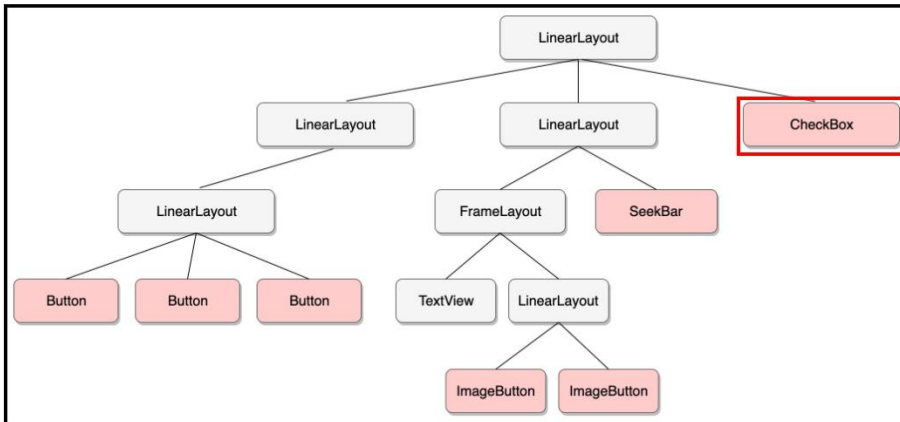 LinearLayout
LinearLayout LinearLayout CheckBox
LinearLayout FrameLayout SeekBar
Button Button Button TextView LinearLayout
ImageButton ImageButton